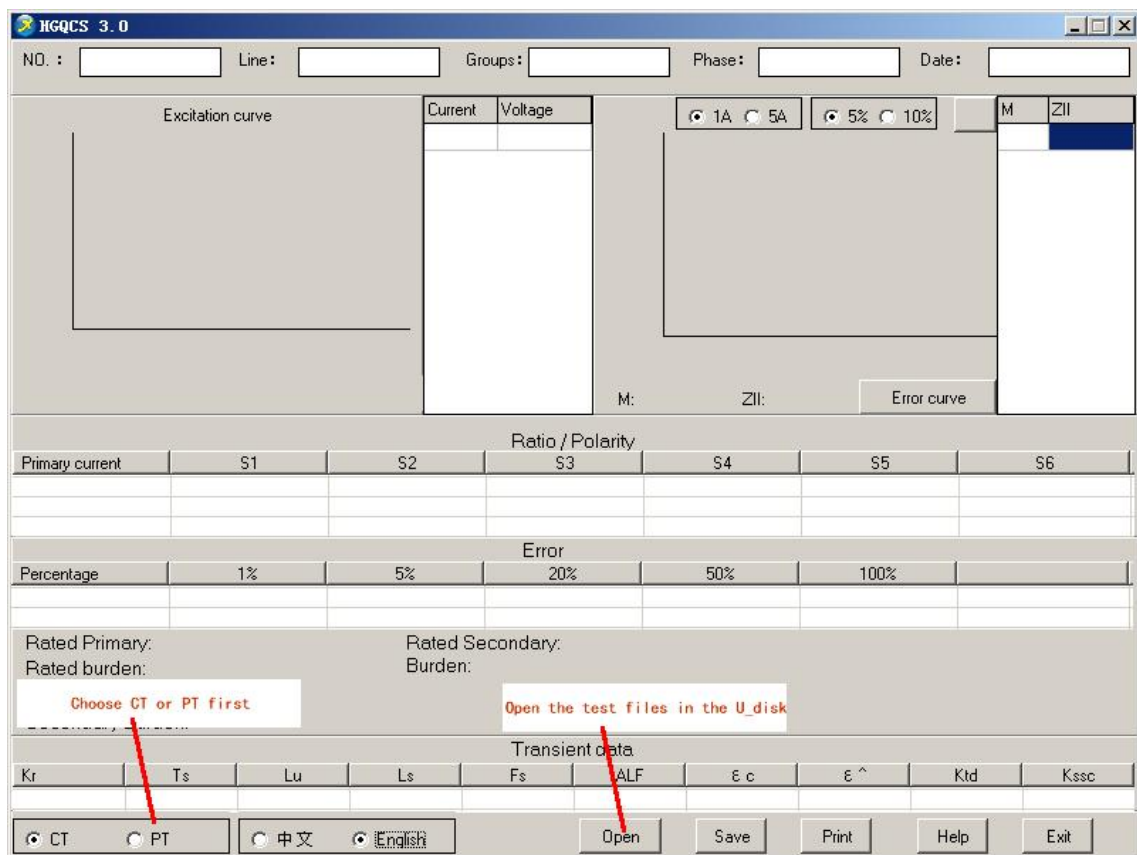 HGQCS 3.0
NO. : Line: Groups: Phase: Date:
Excitation curve
Current Voltage
1A 5A 5% 10%
M ZII
M: ZII: Error curve
Ratio / Polarity
Primary current S1 S2 S3 S4 S5 S6
Error
Percentage 1% 5% 20% 50% 100%
Rated Primary: Rated Secondary:
Rated burden: Burden:
Choose CT or PT first
Open the test files in the U_disk
Transient data
Kr Ts Lu Ls Fs ALF ε c ε ^ Ktd Kssc
CT PT 中文 English Open Save Print Help Exit